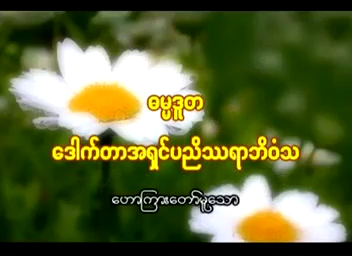 ဓမ္မဒူတ
ဒေါက်တာအရှင်ပညိဿရာဘိဝံသ
ဟောကြားတော်မူသော